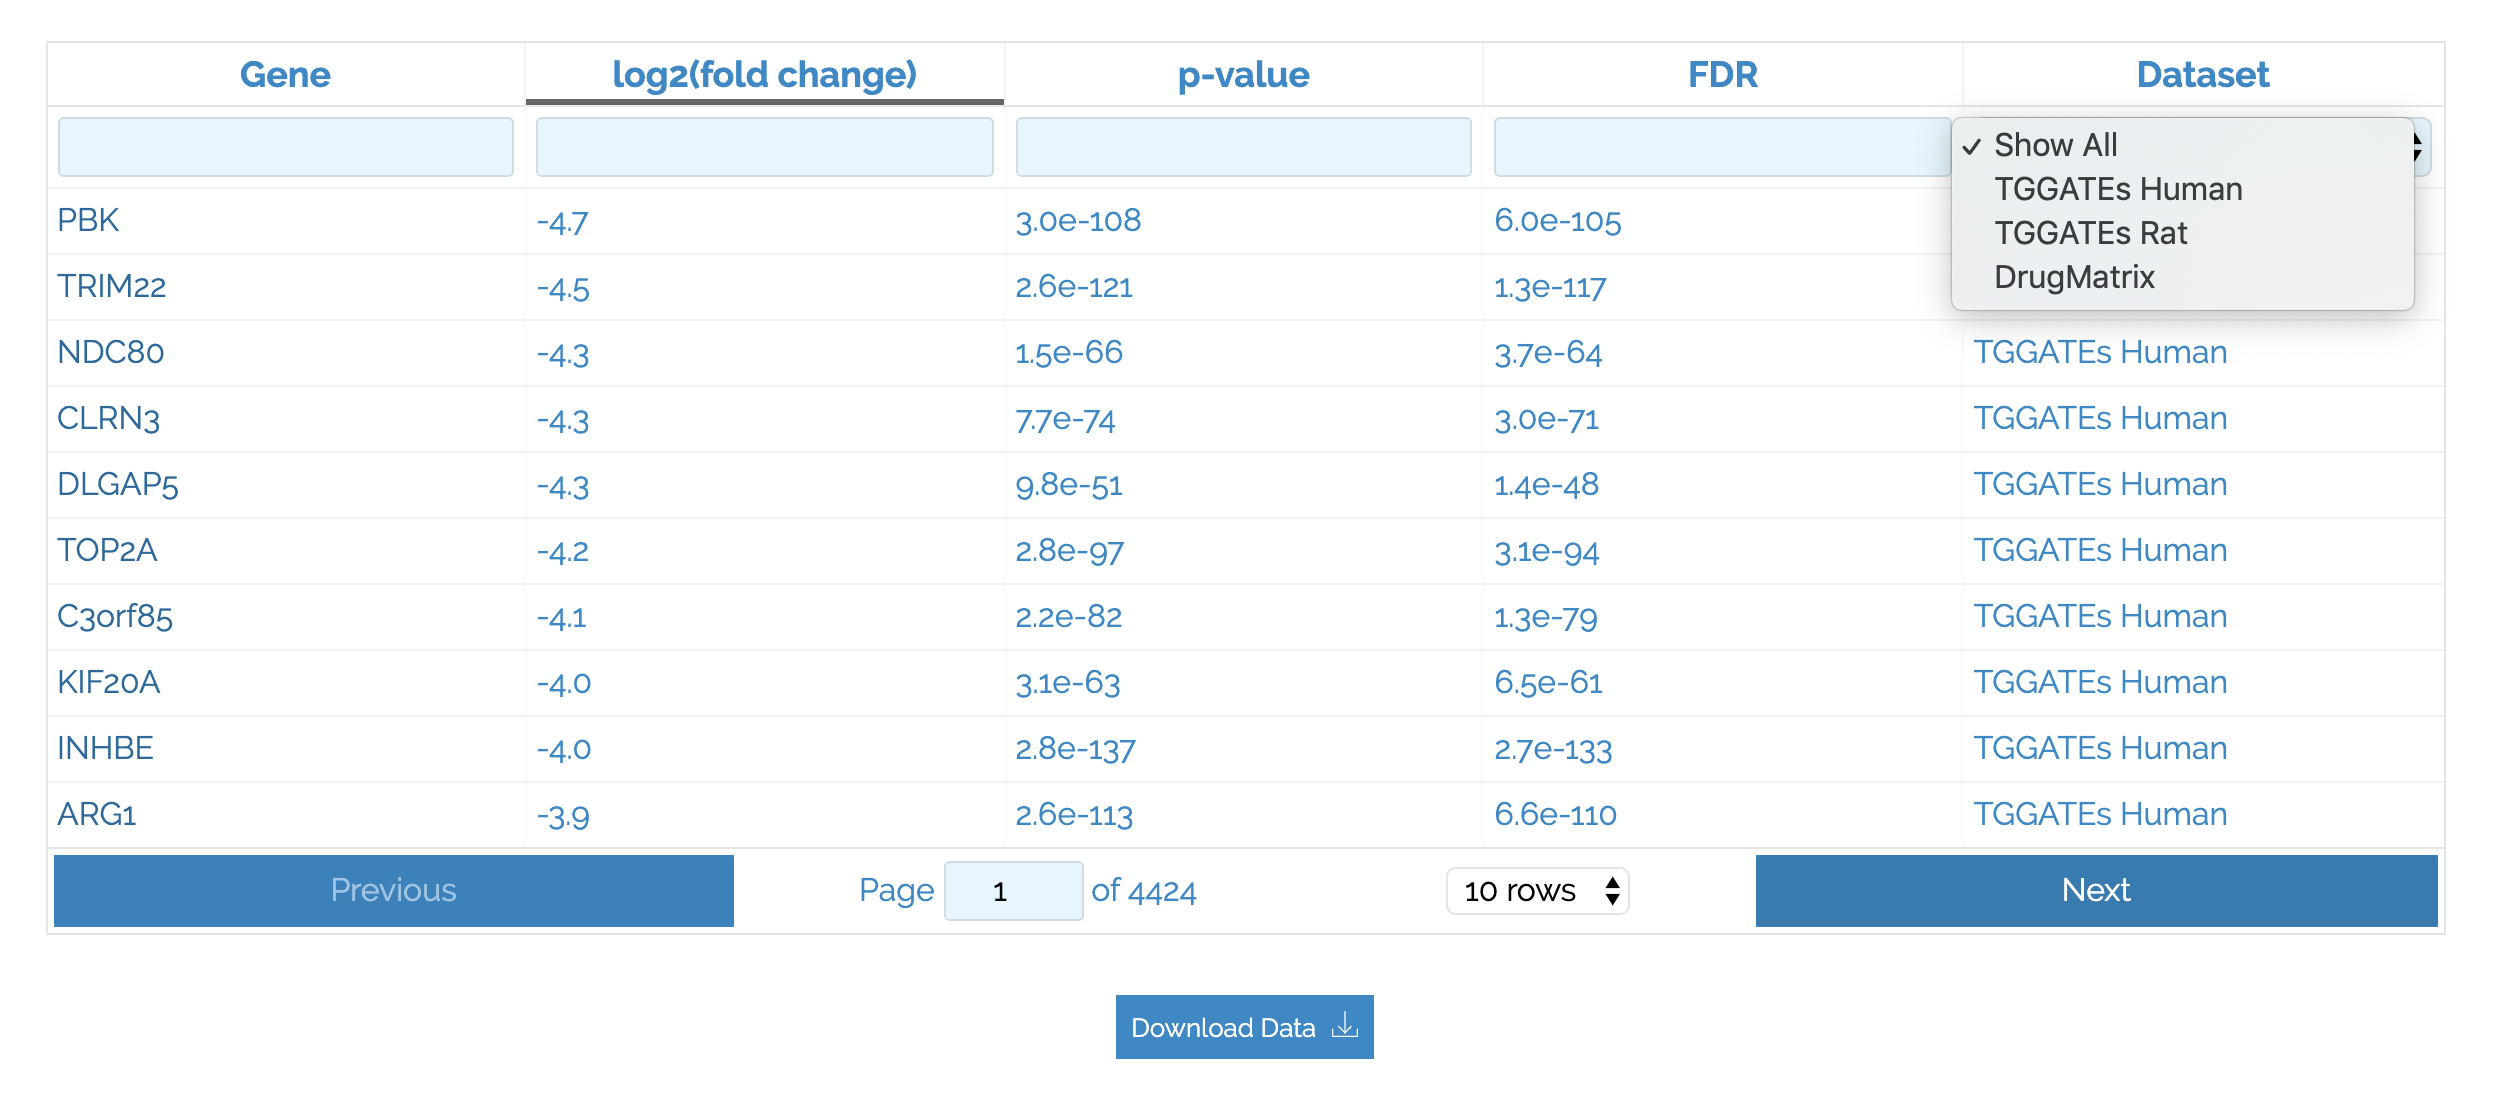 Gene log2(fold change) p-value FDR Dataset
✓ Show All
TGGATEs Human
PBK -4.7 3.0e-108 6.0e-105
TGGATEs Rat
TRIM22 -4.5 2.6e-121 1.3e-117
DrugMatrix
NDC80 -4.3 1.5e-66 3.7e-64 TGGATEs Human
CLRN3 -4.3 7.7e-74 3.0e-71 TGGATEs Human
DLGAP5 -4.3 9.8e-51 1.4e-48 TGGATEs Human
TOP2A -4.2 2.8e-97 3.1e-94 TGGATEs Human
C3orf85 -4.1 2.2e-82 1.3e-79 TGGATEs Human
KIF20A -4.0 3.1e-63 6.5e-61 TGGATEs Human
INHBE -4.0 2.8e-137 2.7e-133 TGGATEs Human
ARG1 -3.9 2.6e-113 6.6e-110 TGGATEs Human
Previous Page 1 of 4424 10 rows Next
Download Data